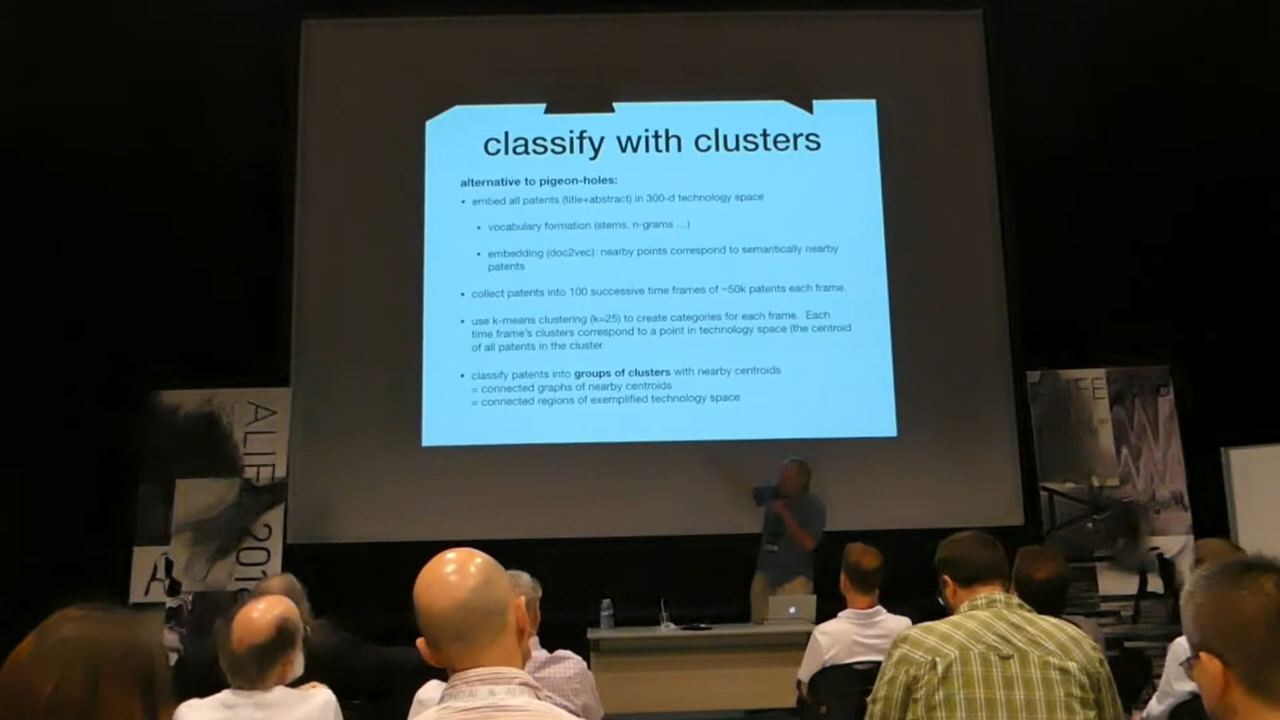 classify with clusters
alternative to pigeon-holes:
• embed all patents (title+abstract) in 300-d technology space
• vocabulary formation (stems, n-grams ...)
• embedding (doc2vec): nearby points correspond to semantically nearby
patents
• collect patents into 100 successive time frames of ~50k patents each frame.
• use k-means clustering (k=25) to create categories for each frame. Each
time frame's clusters correspond to a point in technology space (the centroid
of all patents in the cluster
• classify patents into groups of clusters with nearby centroids
= connected graphs of nearby centroids
= connected regions of exemplified technology space
ALIFE 201